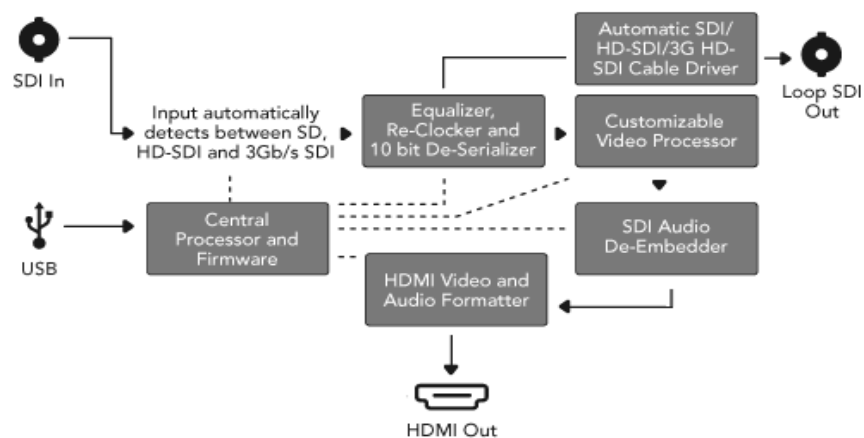 SDI In
Input automatically
detects between SD,
HD-SDI and 3Gb/s SDI
Equalizer,
Re-Clocker and
10 bit De-Serializer
Automatic SDI/
HD-SDI/3G HD-
SDI Cable Driver
Loop SDI
Out
Customizable
Video Processor
USB
Central
Processor and
Firmware
SDI Audio
De-Embedder
HDMI Video and
Audio Formatter
HDMI Out